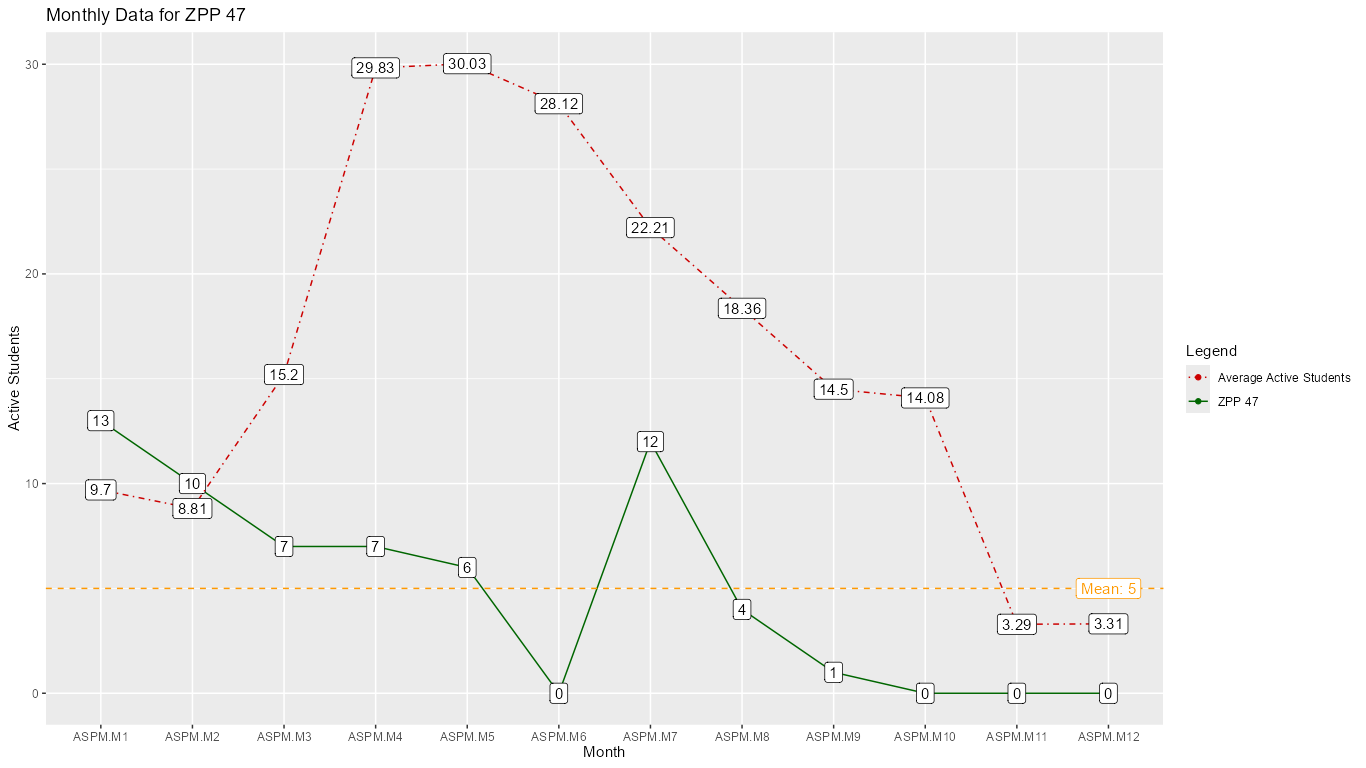 Monthly Data for ZPP 47
Active Students
30
20
10
0
29.83
30.03
28.12
22.21
18.36
15.2
14.5
14.08
13
12
10
9.7
8.81
7
7
6
Mean: 5
4
3.29
3.31
1
0
0
0
0
ASPM.M1
ASPM.M2
ASPM.M3
ASPM.M4
ASPM.M5
ASPM.M6
ASPM.M7
ASPM.M8
ASPM.M9
ASPM.M10
ASPM.M11
ASPM.M12
Month
Legend
Average Active Students
ZPP 47